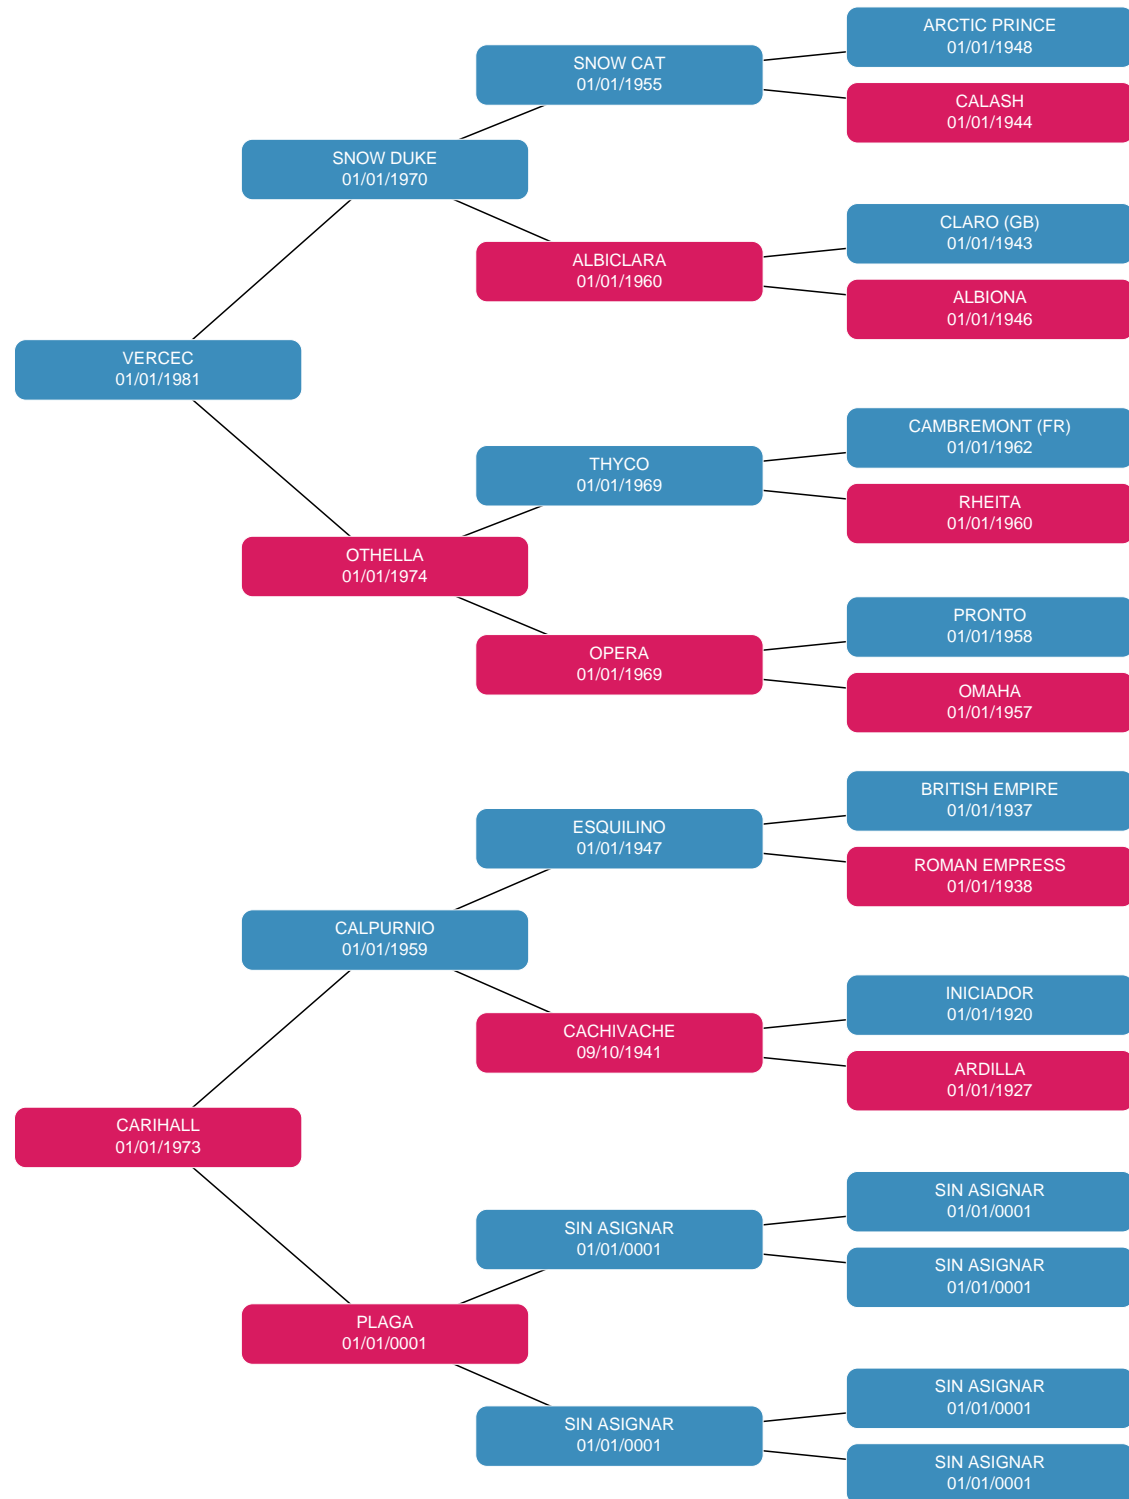 ARCTIC PRINCE
01/01/1948
SNOW CAT
01/01/1955
CALASH
01/01/1944
SNOW DUKE
01/01/1970
CLARO (GB)
01/01/1943
ALBICLARA
01/01/1960
ALBIONA
01/01/1946
VERCEC
01/01/1981
CAMBREMONT (FR)
01/01/1962
THYCO
01/01/1969
RHEITA
01/01/1960
OTHELLA
01/01/1974
PRONTO
01/01/1958
OPERA
01/01/1969
OMAHA
01/01/1957
BRITISH EMPIRE
01/01/1937
ESQUILINO
01/01/1947
ROMAN EMPRESS
01/01/1938
CALPURNIO
01/01/1959
INICIADOR
01/01/1920
CACHIVACHE
09/10/1941
ARDILLA
01/01/1927
CARIHALL
01/01/1973
SIN ASIGNAR
01/01/0001
SIN ASIGNAR
01/01/0001
SIN ASIGNAR
01/01/0001
PLAGA
01/01/0001
SIN ASIGNAR
01/01/0001
SIN ASIGNAR
01/01/0001
SIN ASIGNAR
01/01/0001